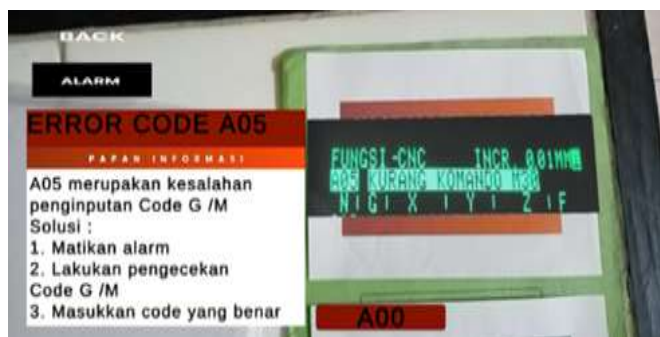 BACK
ALARM
ERROR CODE A05
PAPAN INFORMASI
A05 merupakan kesalahan
penginputan Code G /M
Solusi :
1. Matikan alarm
2. Lakukan pengecekan
Code G /M
3. Masukkan code yang benar
FUNGSI-CNC INCR. 0.01MM
A05 KURANG KOMANDO M30
N G X Y Z F
A00